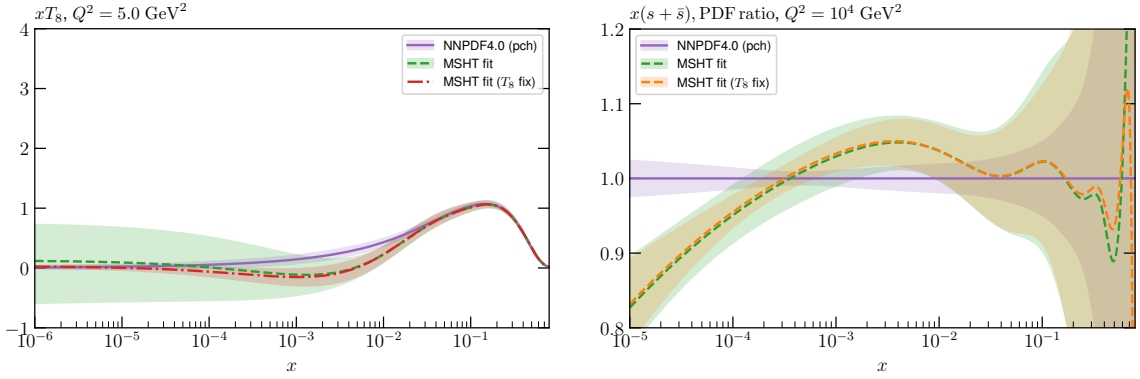 xT₈, Q² = 5.0 GeV²
4
3
2
1
0
−1
NNPDF4.0 (pch)
MSHT fit
MSHT fit (T₈ fix)
10⁻⁶
10⁻⁵
10⁻⁴
10⁻³
10⁻²
10⁻¹
x
x(s + s̄), PDF ratio, Q² = 10⁴ GeV²
1.2
1.1
1.0
0.9
0.8
NNPDF4.0 (pch)
MSHT fit
MSHT fit (T₈ fix)
10⁻⁵
10⁻⁴
10⁻³
10⁻²
10⁻¹
x